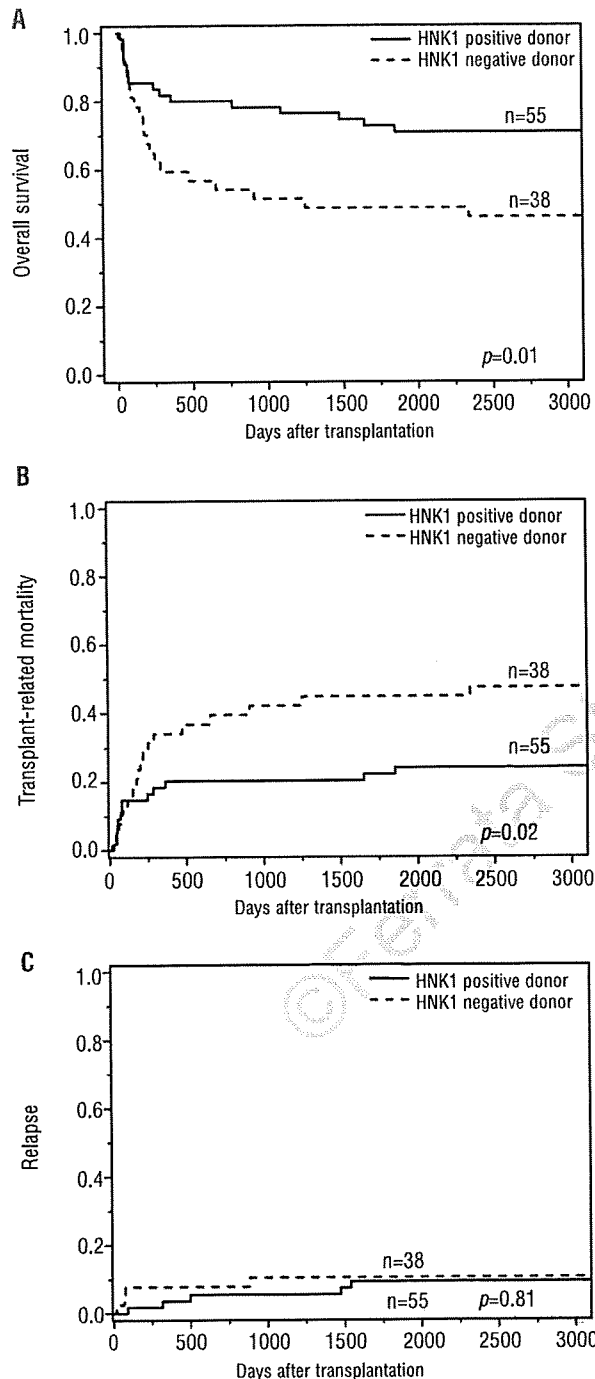 A
1.0
0.8
0.6
0.4
0.2
0.0
Overall survival
HNK1 positive donor
HNK1 negative donor
n=55
n=38
p=0.01
0 500 1000 1500 2000 2500 3000
Days after transplantation
B
1.0
0.8
0.6
0.4
0.2
0.0
Transplant-related mortality
HNK1 positive donor
HNK1 negative donor
n=38
n=55
p=0.02
0 500 1000 1500 2000 2500 3000
Days after transplantation
C
1.0
0.8
0.6
0.4
0.2
0.0
Relapse
HNK1 positive donor
HNK1 negative donor
n=38
n=55 p=0.81
0 500 1000 1500 2000 2500 3000
Days after transplantation